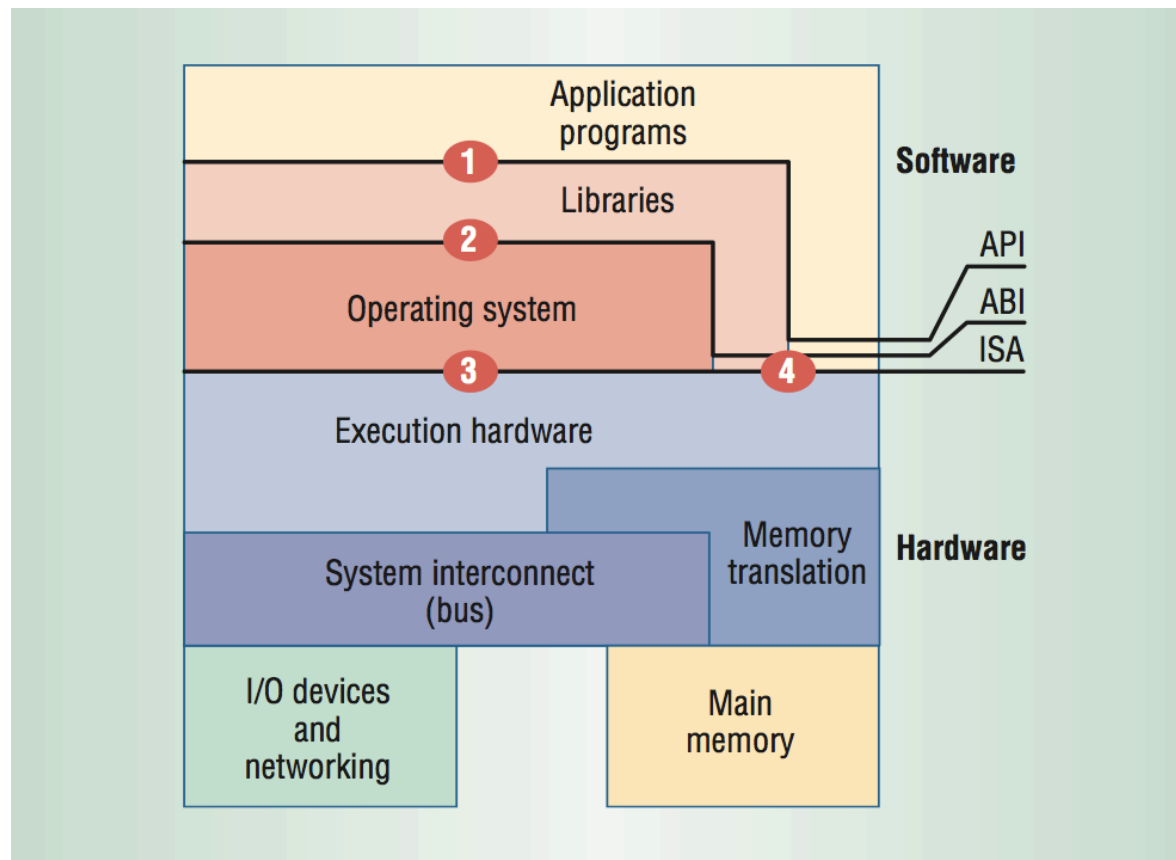 Application
programs
1
Software
Libraries
2
API
Operating system
ABI
ISA
3
4
Execution hardware
Memory
translation
Hardware
System interconnect
(bus)
I/O devices
and
networking
Main
memory